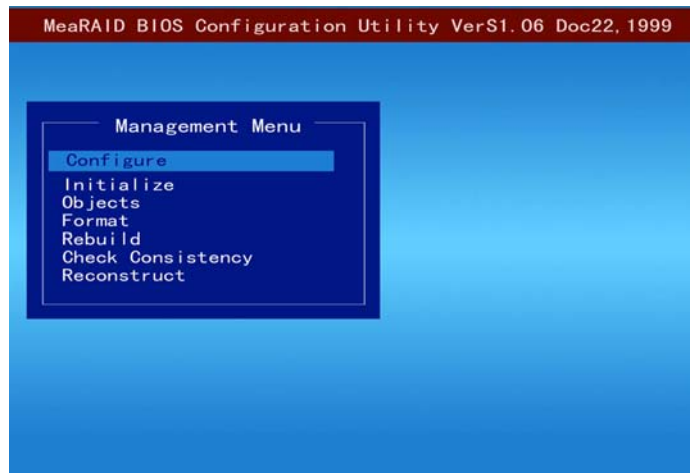 MeaRAID BIOS Configuration Utility VerS1.06 Doc22,1999
Management Menu
Configure
Initialize
Objects
Format
Rebuild
Check Consistency
Reconstruct